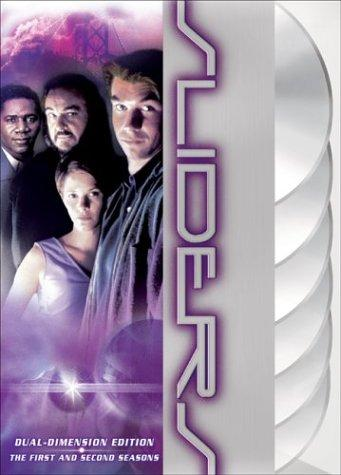 SLIDERS
DUAL-DIMENSION EDITION
THE FIRST AND SECOND SEASONS